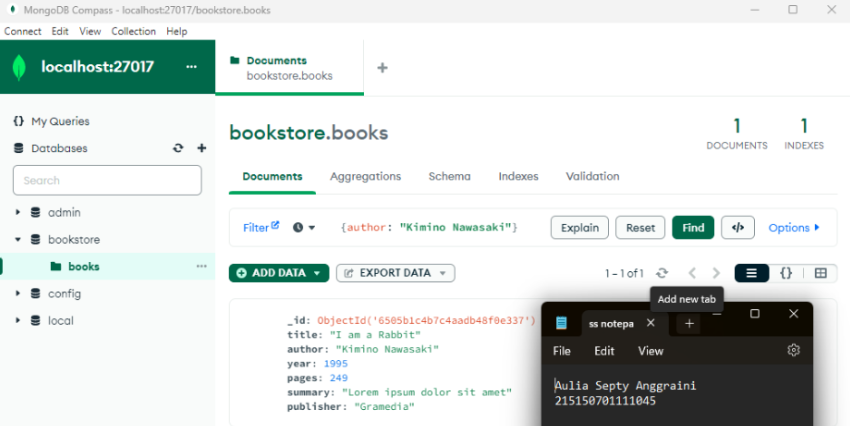 MongoDB Compass - localhost:27017/bookstore.books
Connect Edit View Collection Help
localhost:27017 ...
Documents
bookstore.books
My Queries
Databases
Search
admin
bookstore
books ...
config
local
bookstore.books
1
DOCUMENTS
1
INDEXES
Documents Aggregations Schema Indexes Validation
Filter {author: "Kimino Nawasaki"} Explain Reset Find </> Options
ADD DATA EXPORT DATA 1-1 of 1
Add new tab
_id: ObjectId('6505b1c4b7c4aadb48f0e337')
title: "I am a Rabbit"
author: "Kimino Nawasaki"
year: 1995
pages: 249
summary: "Lorem ipsum dolor sit amet"
publisher: "Gramedia"
ss notepa
File Edit View
Aulia Septy Anggraini
215150701111045